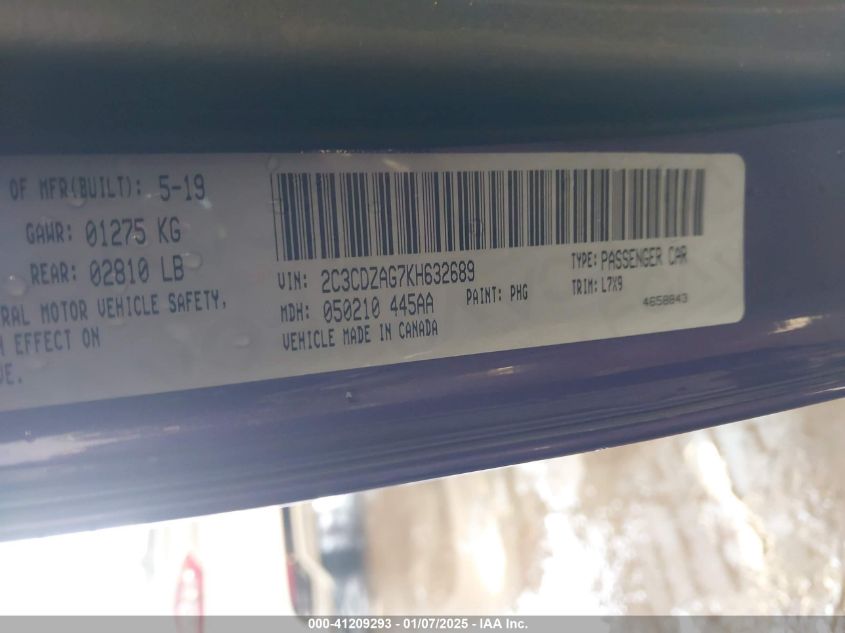 OF MFR(BUILT): 5-19
GAWR: 01275 KG
REAR: 02810 LB
RAL MOTOR VEHICLE SAFETY,
EFFECT ON
VE.
VIN: 2C3CDZAG7KH632689
TYPE: PASSENGER CAR
MDH: 050210 445AA
PAINT: PHG
TRIM: L7X9
VEHICLE MADE IN CANADA
4658843
000-41209293 - 01/07/2025 - IAA Inc.